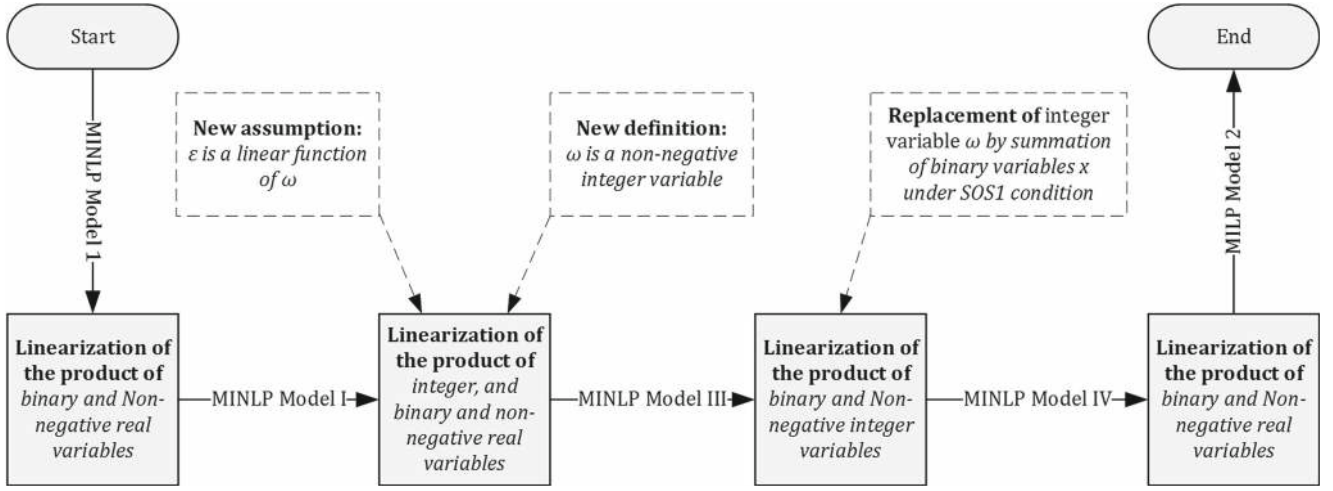 Start
End
MINLP Model 1
New assumption:
ε is a linear function
of ω
New definition:
ω is a non-negative
integer variable
Replacement of integer
variable ω by summation
of binary variables x
under SOS1 condition
MILP Model 2
Linearization of
the product of
binary and Non-
negative real
variables
MINLP Model I
Linearization of
the product of
integer, and
binary and non-
negative real
variables
MINLP Model III
Linearization of
the product of
binary and Non-
negative integer
variables
MINLP Model IV
Linearization of
the product of
binary and Non-
negative real
variables